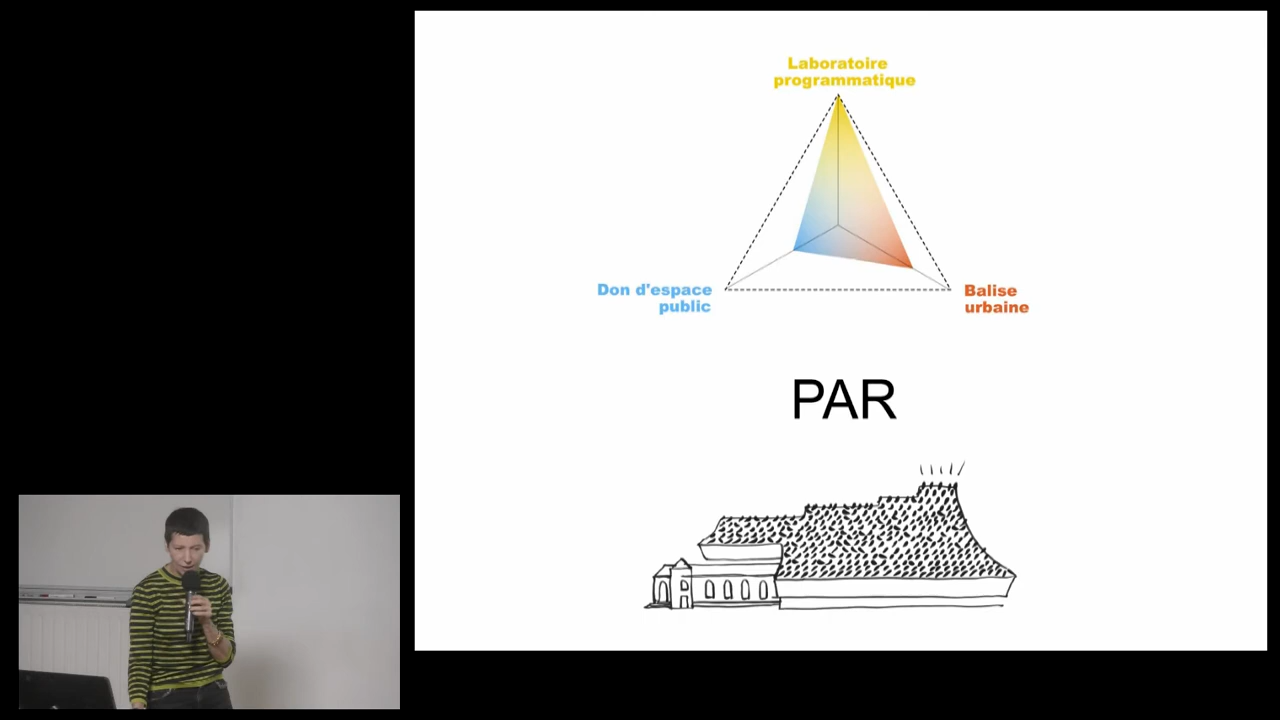 Laboratoire
programmatique
Don d'espace
public
Balise
urbaine
PAR